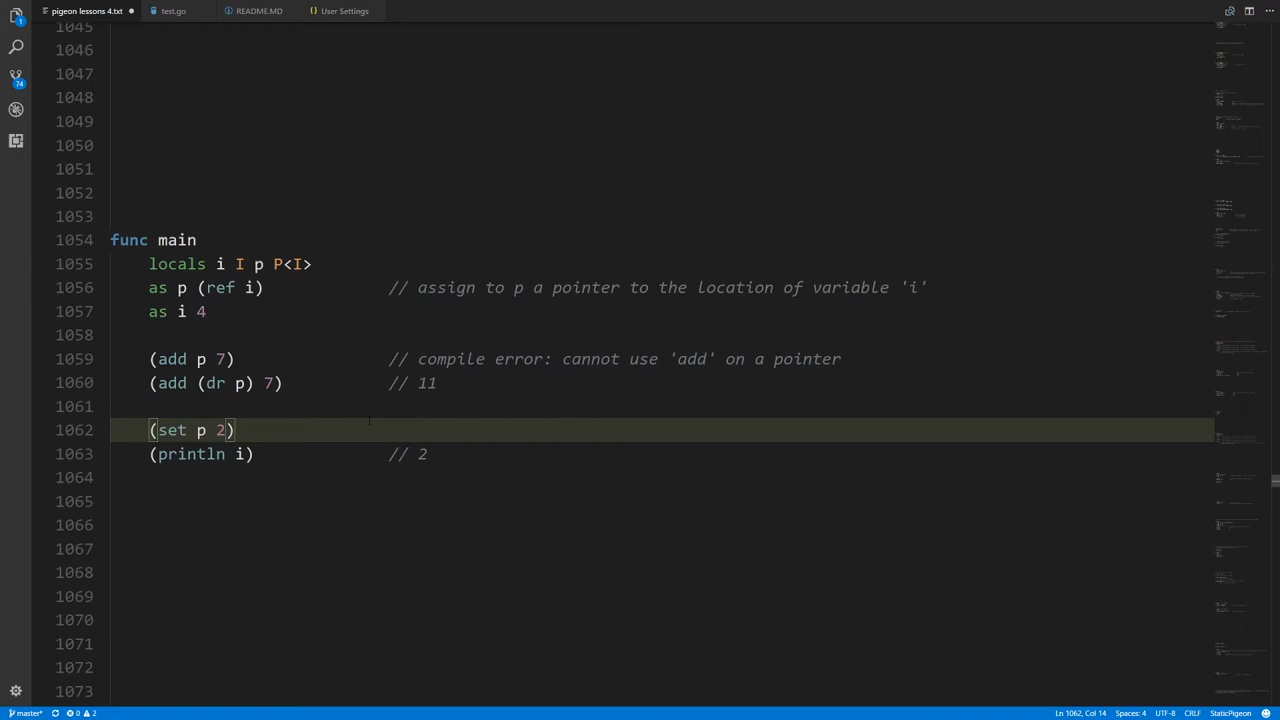 pigeon lessons 4.txt
test.go
README.MD
User Settings
1
74
1045
1046
1047
1048
1049
1050
1051
1052
1053
1054 func main
1055 locals i I p P<I>
1056 as p (ref i) // assign to p a pointer to the location of variable 'i'
1057 as i 4
1058
1059 (add p 7) // compile error: cannot use 'add' on a pointer
1060 (add (dr p) 7) // 11
1061
1062 (set p 2)
1063 (println i) // 2
1064
1065
1066
1067
1068
1069
1070
1071
1072
1073
master* 0 2 Ln 1062, Col 14 Spaces: 4 UTF-8 CRLF StaticPigeon